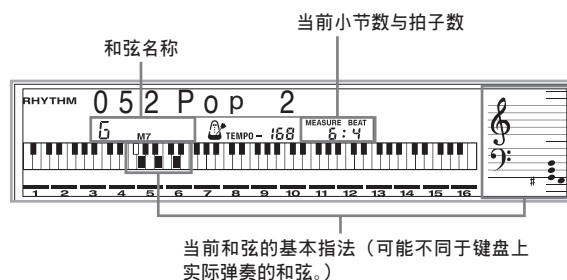 当前小节数与拍子数
和弦名称
RHYTHM 052 Pop 2
G M7 TEMPO - 168 MEASURE BEAT 6:4
1 2 3 4 5 6 7 8 9 10 11 12 13 14 15 16
当前和弦的基本指法（可能不同于键盘上
实际弹奏的和弦。）